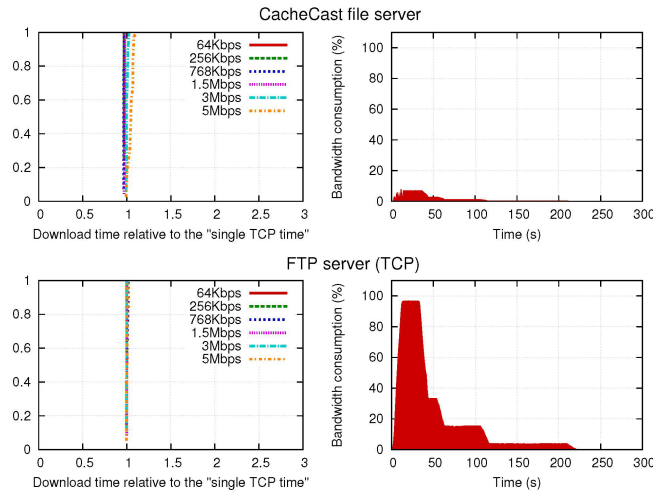 CacheCast file server
1
0.8
0.6
0.4
0.2
0
64Kbps
256Kbps
768Kbps
1.5Mbps
3Mbps
5Mbps
0 0.5 1 1.5 2 2.5 3
Download time relative to the "single TCP time"
Bandwidth consumption (%)
100
80
60
40
20
0
0 50 100 150 200 250 300
Time (s)
FTP server (TCP)
1
0.8
0.6
0.4
0.2
0
64Kbps
256Kbps
768Kbps
1.5Mbps
3Mbps
5Mbps
0 0.5 1 1.5 2 2.5 3
Download time relative to the "single TCP time"
Bandwidth consumption (%)
100
80
60
40
20
0
0 50 100 150 200 250 300
Time (s)